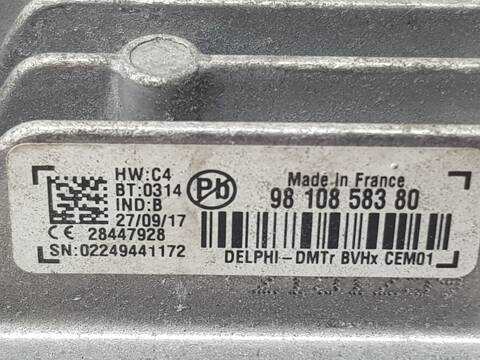 HW:C4
BT:0314
IND:B
27/09/17
CE 28447928
SN:02249441172
Pb
Made in France
98 108 583 80
DELPHI-DMTr BVHx CEM01